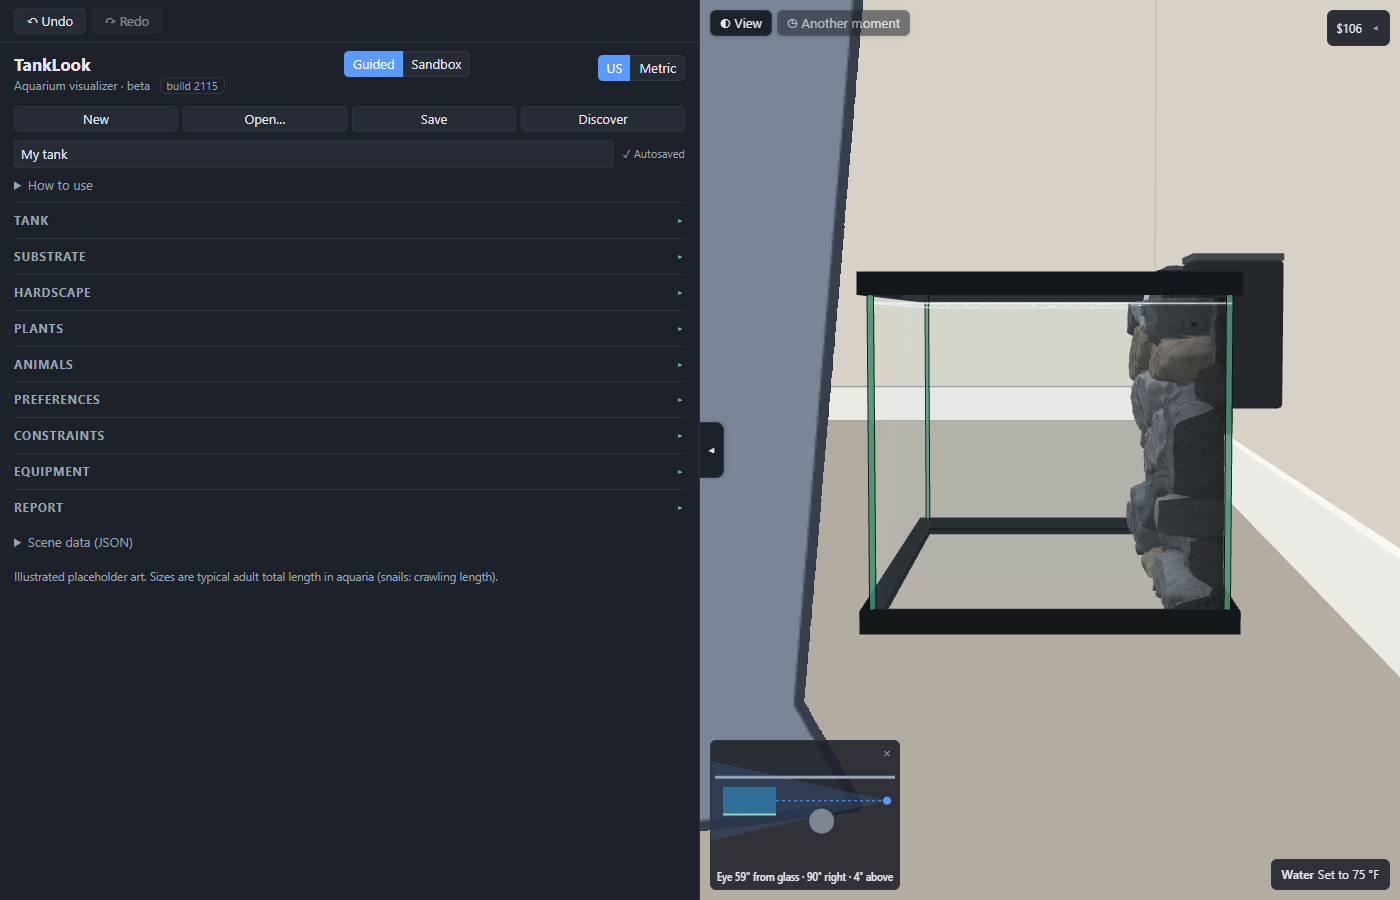 Undo
Redo
TankLook
Aquarium visualizer · beta
build 2115
Guided
Sandbox
US
Metric
New
Open...
Save
Discover
My tank
✓ Autosaved
How to use
TANK
SUBSTRATE
HARDSCAPE
PLANTS
ANIMALS
PREFERENCES
CONSTRAINTS
EQUIPMENT
REPORT
Scene data (JSON)
Illustrated placeholder art. Sizes are typical adult total length in aquaria (snails: crawling length).
View
Another moment
$106
Eye 59" from glass · 90° right · 4" above
Water Set to 75 °F